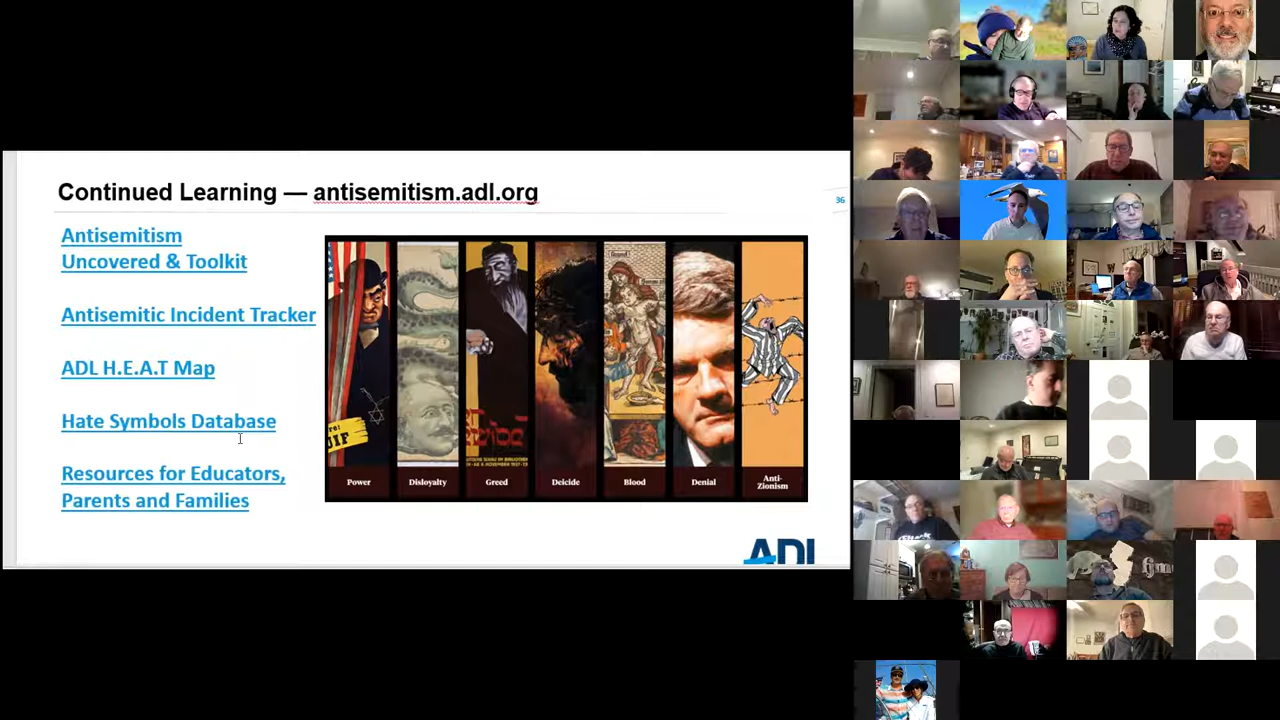 Continued Learning — antisemitism.adl.org
36
Antisemitism
Uncovered & Toolkit
Antisemitic Incident Tracker
ADL H.E.A.T Map
Hate Symbols Database
Resources for Educators,
Parents and Families
Power
Disloyalty
Greed
Deicide
Blood
Denial
Anti-
Zionism
ADL